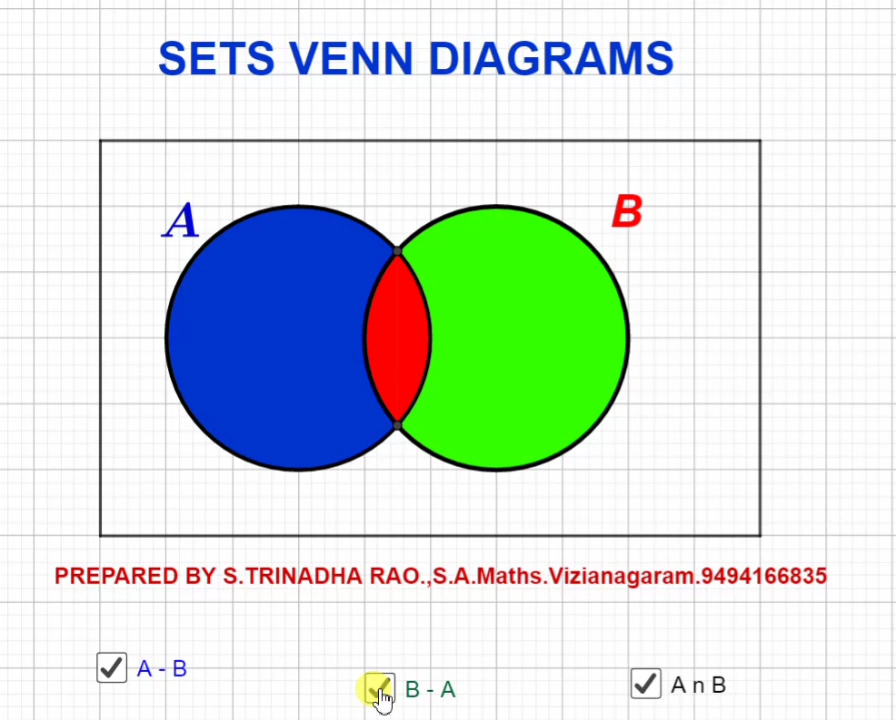 SETS VENN DIAGRAMS
A
B
PREPARED BY S.TRINADHA RAO.,S.A.Maths.Vizianagaram.9494166835
A - B
B - A
A n B